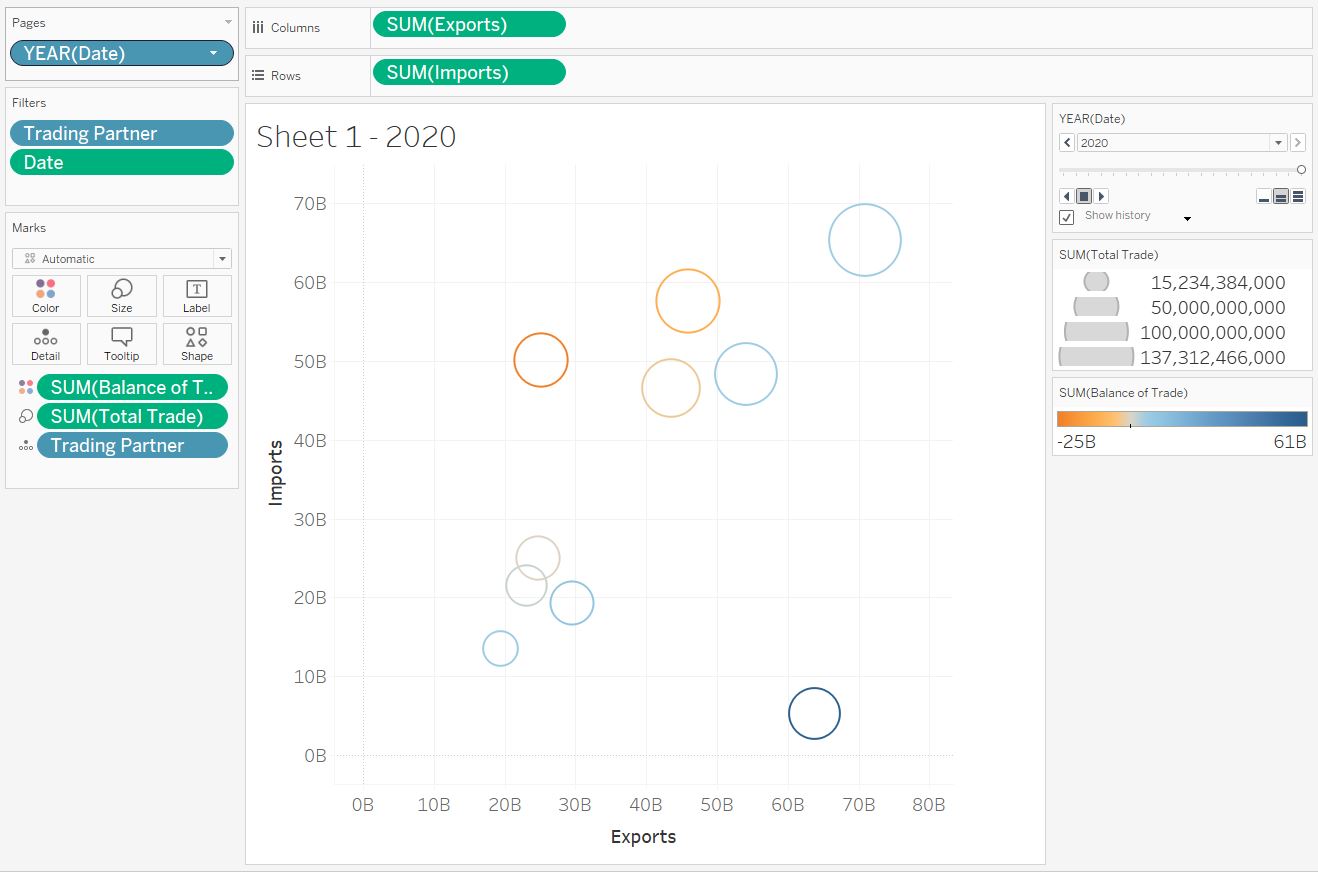 Pages
YEAR(Date)
Filters
Trading Partner
Date
Marks
Automatic
Color
Size
T
Label
Detail
Tooltip
Shape
SUM(Balance of T..
SUM(Total Trade)
Trading Partner
Columns
SUM(Exports)
Rows
SUM(Imports)
Sheet 1 - 2020
70B
60B
50B
40B
30B
20B
10B
0B
Imports
0B 10B 20B 30B 40B 50B 60B 70B 80B
Exports
YEAR(Date)
2020
Show history
SUM(Total Trade)
15,234,384,000
50,000,000,000
100,000,000,000
137,312,466,000
SUM(Balance of Trade)
-25B 61B